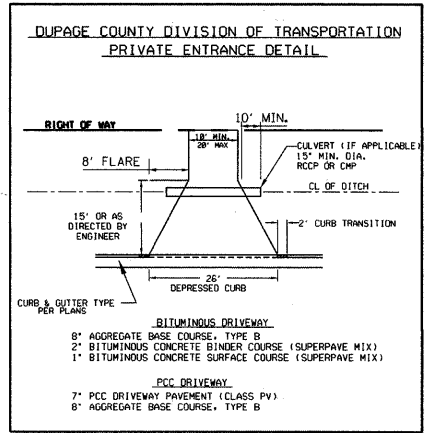 DUPAGE COUNTY DIVISION OF TRANSPORTATION
PRIVATE ENTRANCE DETAIL
10' MIN.
RIGHT OF WAY
10' MIN.
20' MAX
CULVERT (IF APPLICABLE)
15" MIN. DIA.
RCCP OR CMP
8' FLARE
CL OF DITCH
15' OR AS
DIRECTED BY
ENGINEER
2' CURB TRANSITION
26'
DEPRESSED CURB
CURB & GUTTER TYPE
PER PLANS
BITUMINOUS DRIVEWAY
8" AGGREGATE BASE COURSE, TYPE B
2" BITUMINOUS CONCRETE BINDER COURSE (SUPERPAVE MIX)
1" BITUMINOUS CONCRETE SURFACE COURSE (SUPERPAVE MIX)
PCC DRIVEWAY
7" PCC DRIVEWAY PAVEMENT (CLASS PV)
8" AGGREGATE BASE COURSE, TYPE B